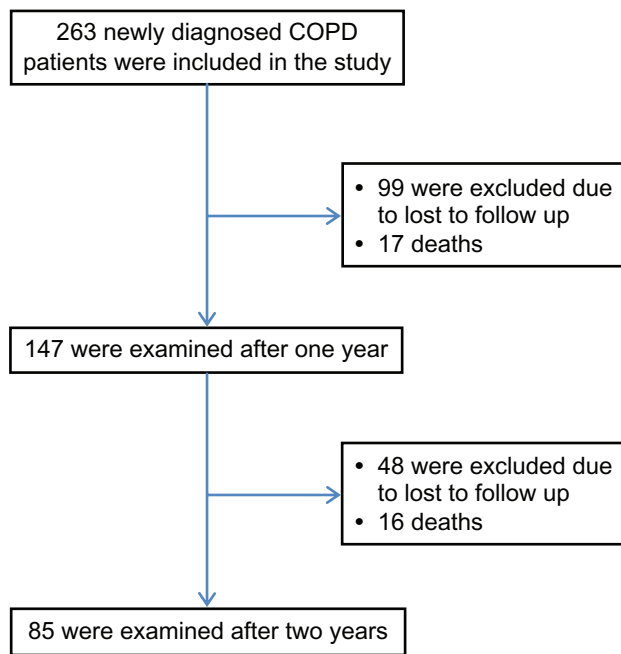 263 newly diagnosed COPD
patients were included in the study
• 99 were excluded due
to lost to follow up
• 17 deaths
147 were examined after one year
• 48 were excluded due
to lost to follow up
• 16 deaths
85 were examined after two years